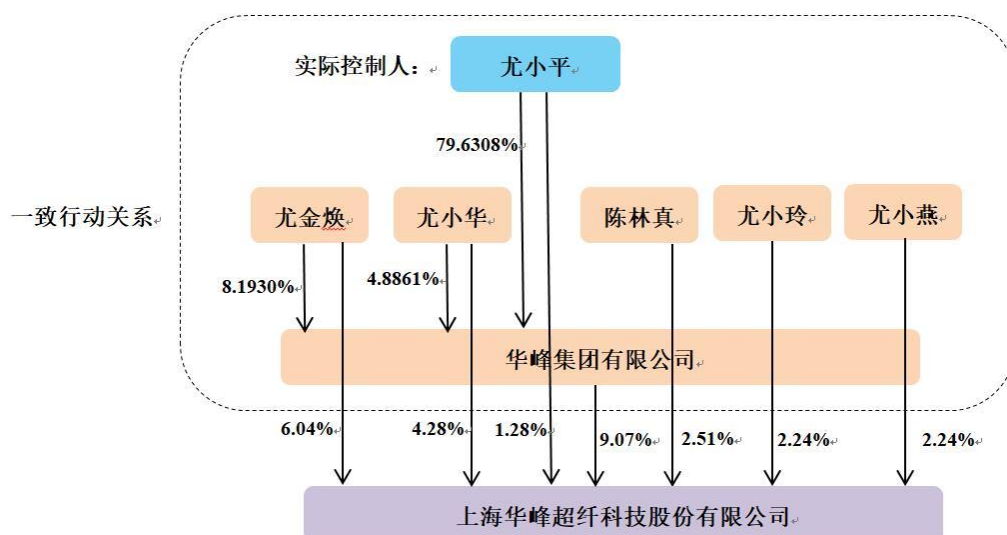 实际控制人：
尤小平
79.6308%
一致行动关系
尤金焕
尤小华
陈林真
尤小玲
尤小燕
8.1930%
4.8861%
华峰集团有限公司
6.04%
4.28%
1.28%
9.07%
2.51%
2.24%
2.24%
上海华峰超纤科技股份有限公司